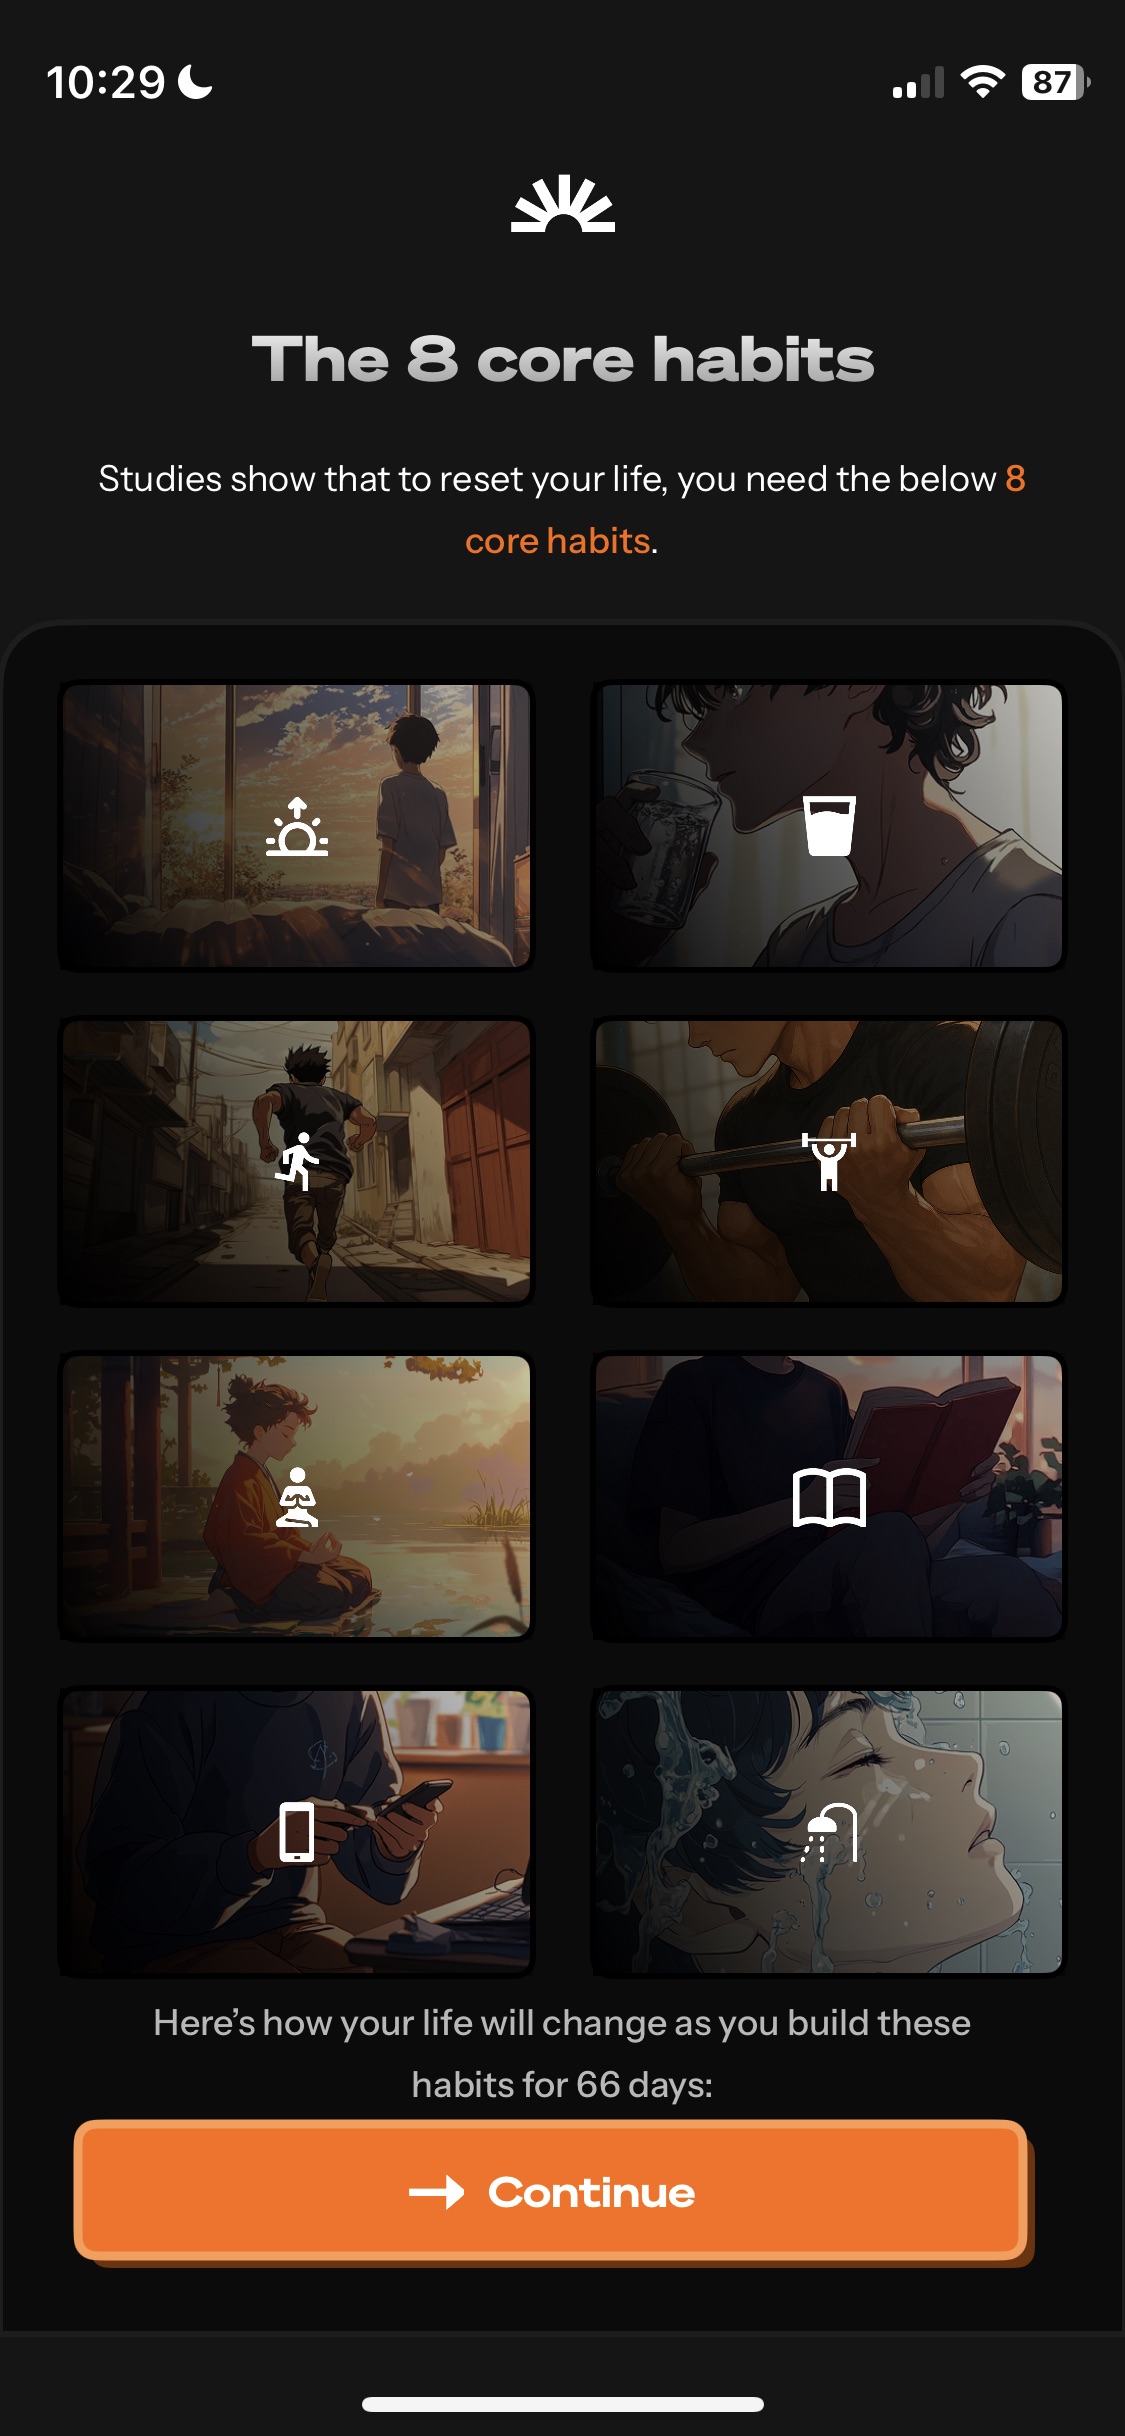 10:29
87
The 8 core habits
Studies show that to reset your life, you need the below 8
core habits.
Here’s how your life will change as you build these
habits for 66 days:
Continue